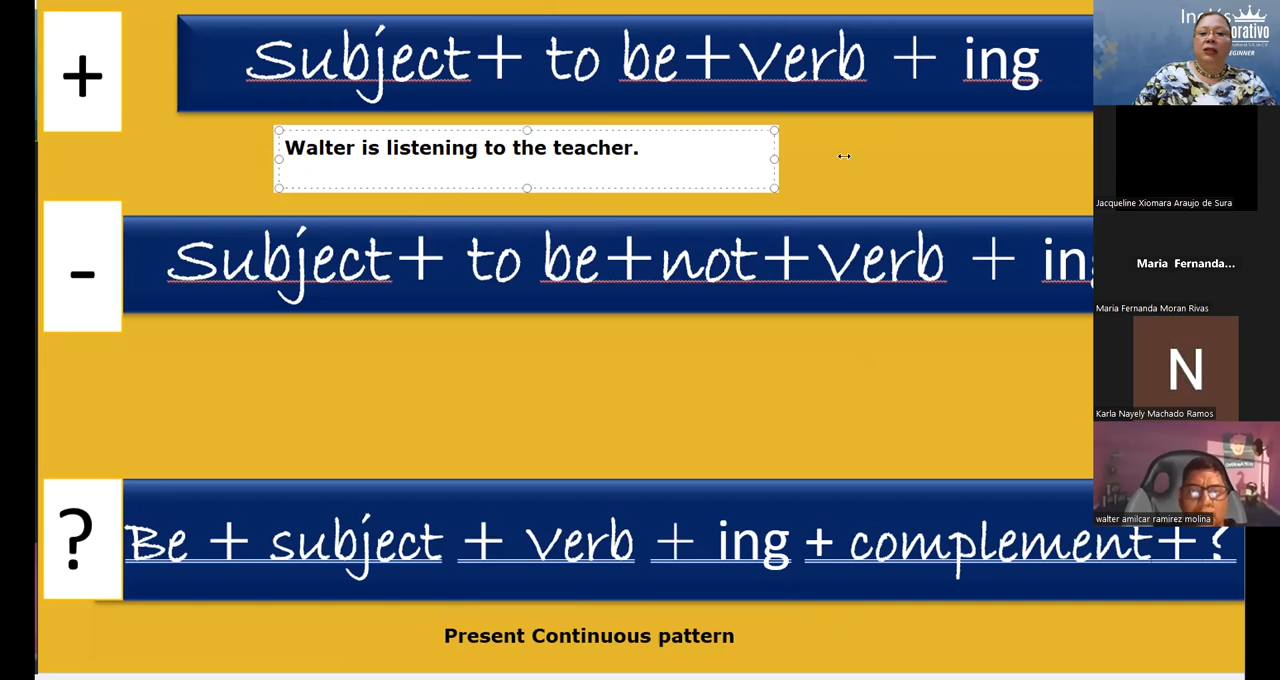 +
Subject+ to be+Verb + ing
Walter is listening to the teacher.
-
Subject+ to be+not+Verb +
?
Be + subject + verb + ing + complement+ ?
Present Continuous pattern
orativo
Jacqueline Xiomara Araujo de Sura
Maria Fernanda...
Maria Fernanda Moran Rivas
N
Karla Nayely Machado Ramos
walter amilcar ramirez molina